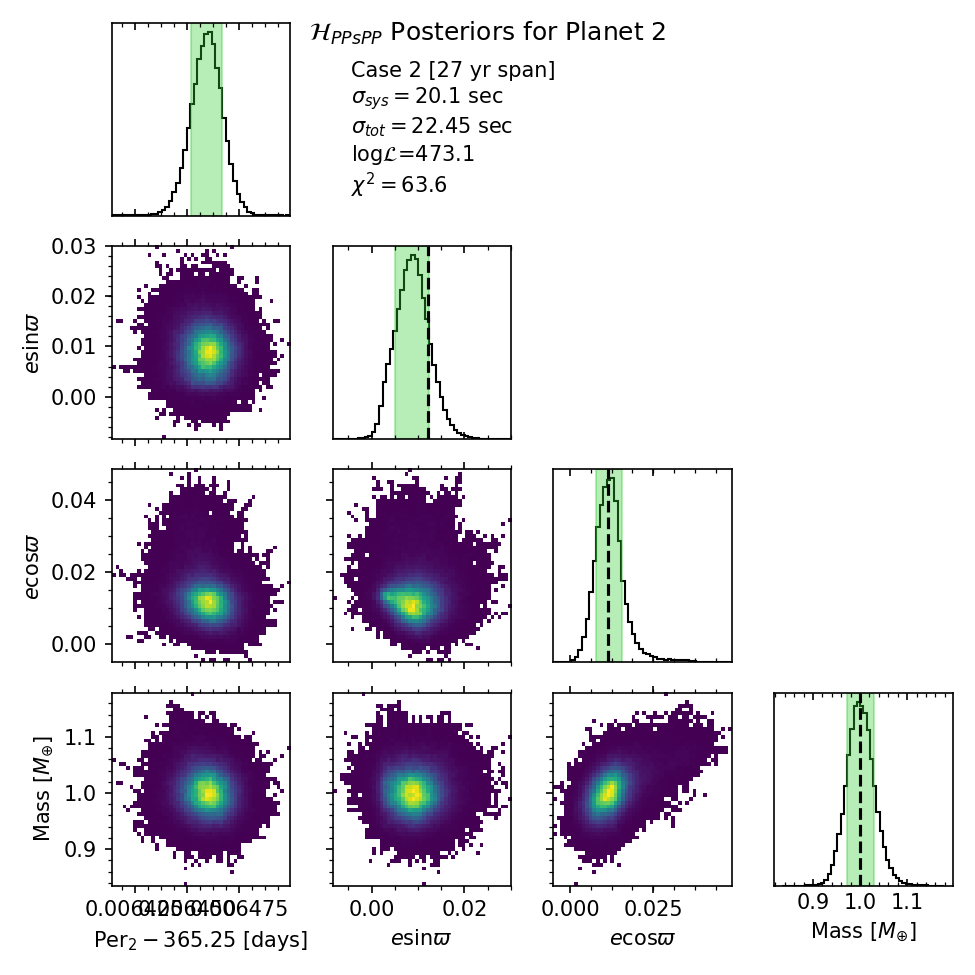 𝓗PPsPP Posteriors for Planet 2
Case 2 [27 yr span]
σsys = 20.1 sec
σtot = 22.45 sec
logℒ=473.1
χ² = 63.6
0.03
0.02
0.01
0.00
esinϖ
0.04
0.02
0.00
ecosϖ
1.1
1.0
0.9
Mass [M⊕]
0.00 0.02
0.000 0.025
0.9 1.0 1.1
Per₂ − 365.25 [days]
esinϖ
ecosϖ
Mass [M⊕]